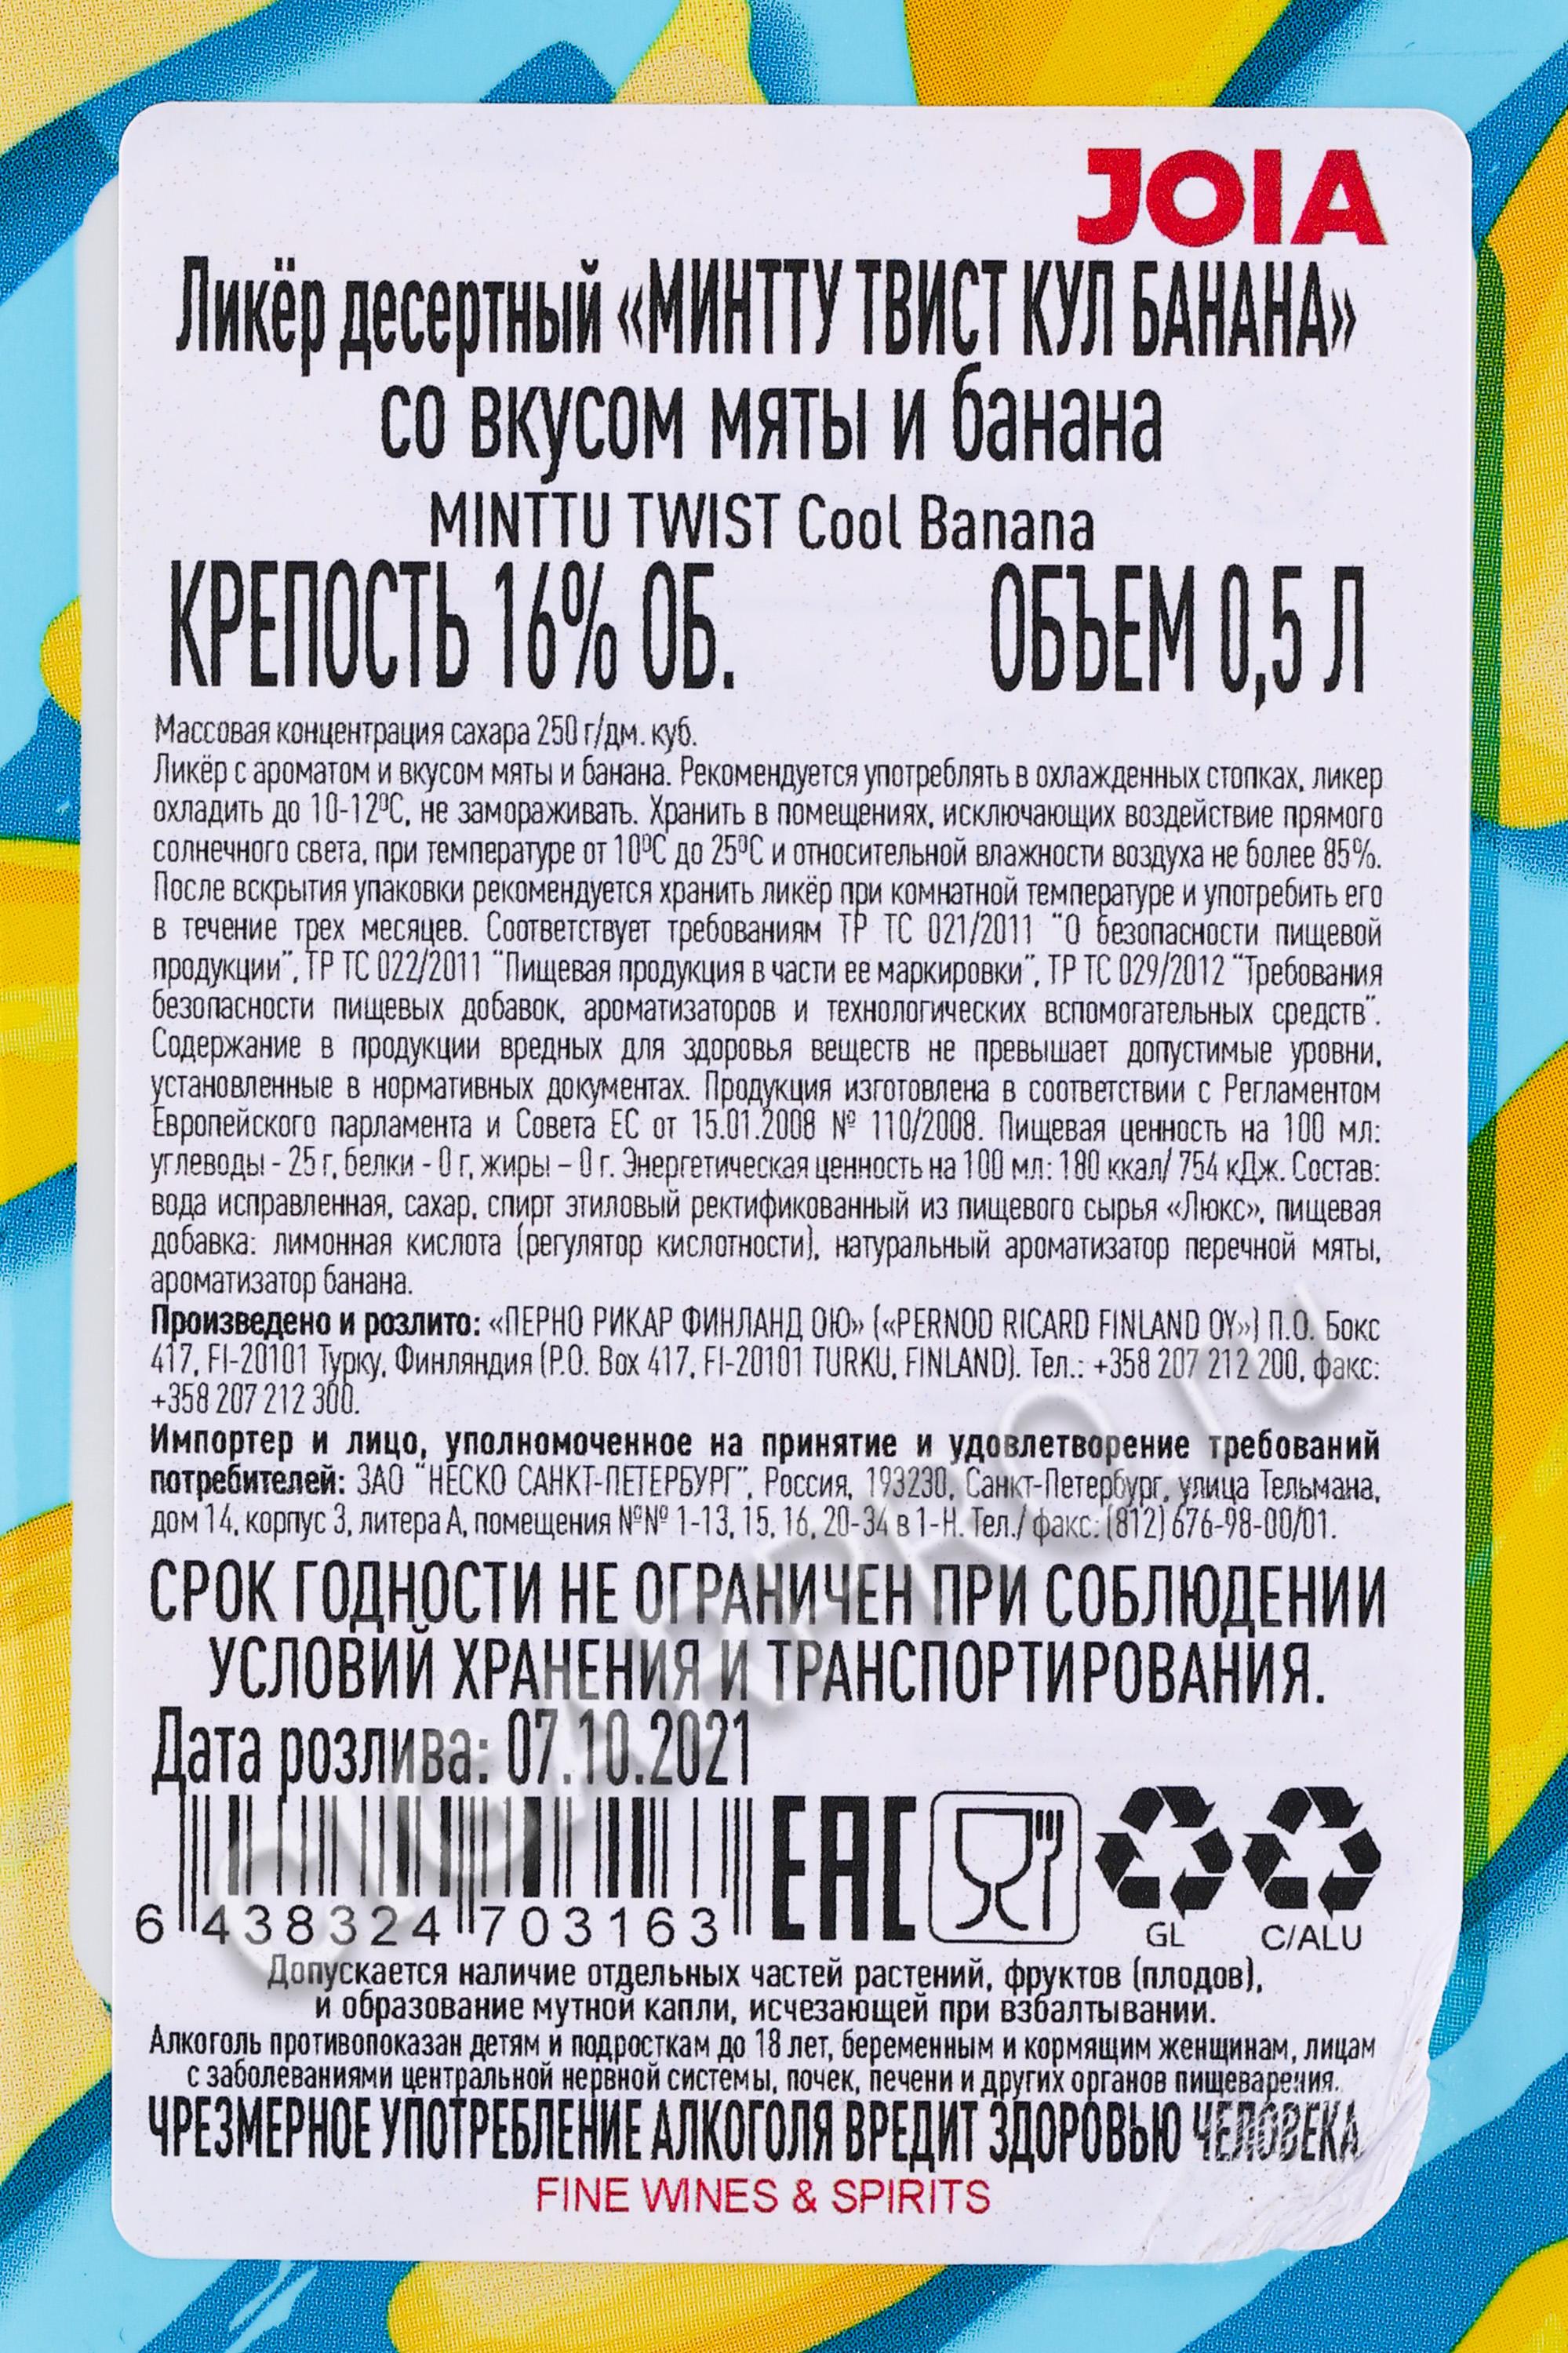 JOIA
Ликёр десертный «МИНТТУ ТВИСТ КУЛ БАНАНА»
со вкусом мяты и банана
MINTTU TWIST Cool Banana
КРЕПОСТЬ 16% ОБ. ОБЪЕМ 0,5 Л
Массовая концентрация сахара 250 г/дм. куб.
Ликёр с ароматом и вкусом мяты и банана. Рекомендуется употреблять в охлажденных стопках, ликер
охладить до 10-12ºС, не замораживать. Хранить в помещениях, исключающих воздействие прямого
солнечного света, при температуре от 10ºС до 25ºС и относительной влажности воздуха не более 85%.
После вскрытия упаковки рекомендуется хранить ликёр при комнатной температуре и употребить его
в течение трех месяцев. Соответствует требованиям ТР ТС 021/2011 "О безопасности пищевой
продукции", ТР ТС 022/2011 "Пищевая продукция в части ее маркировки", ТР ТС 029/2012 "Требования
безопасности пищевых добавок, ароматизаторов и технологических вспомогательных средств".
Содержание в продукции вредных для здоровья веществ не превышает допустимые уровни,
установленные в нормативных документах. Продукция изготовлена в соответствии с Регламентом
Европейского парламента и Совета ЕС от 15.01.2008 № 110/2008. Пищевая ценность на 100 мл:
углеводы - 25 г, белки - 0 г, жиры – 0 г. Энергетическая ценность на 100 мл: 180 ккал/ 754 кДж. Состав:
вода исправленная, сахар, спирт этиловый ректификованный из пищевого сырья «Люкс», пищевая
добавка: лимонная кислота (регулятор кислотности), натуральный ароматизатор перечной мяты,
ароматизатор банана.
Произведено и розлито: «ПЕРНО РИКАР ФИНЛАНД ОЮ» («PERNOD RICARD FINLAND OY») П.О. Бокс
417, FI-20101 Турку, Финляндия (P.O. Box 417, FI-20101 TURKU, FINLAND). Тел.: +358 207 212 200, факс:
+358 207 212 300.
Импортер и лицо, уполномоченное на принятие и удовлетворение требований
потребителей: ЗАО "НЕСКО САНКТ-ПЕТЕРБУРГ", Россия, 193230, Санкт-Петербург, улица Тельмана,
дом 14, корпус 3, литера А, помещения №№ 1-13, 15, 16, 20-34 в 1-Н. Тел./ факс: (812) 676-98-00/01.
СРОК ГОДНОСТИ НЕ ОГРАНИЧЕН ПРИ СОБЛЮДЕНИИ
УСЛОВИЙ ХРАНЕНИЯ И ТРАНСПОРТИРОВАНИЯ.
Дата розлива: 07.10.2021
6 438324 703163 EAC GL C/ALU
Допускается наличие отдельных частей растений, фруктов (плодов),
и образование мутной капли, исчезающей при взбалтывании.
Алкоголь противопоказан детям и подросткам до 18 лет, беременным и кормящим женщинам, лицам
с заболеваниями центральной нервной системы, почек, печени и других органов пищеварения.
ЧРЕЗМЕРНОЕ УПОТРЕБЛЕНИЕ АЛКОГОЛЯ ВРЕДИТ ЗДОРОВЬЮ ЧЕЛОВЕКА
FINE WINES & SPIRITS
CIGARPRO.ru